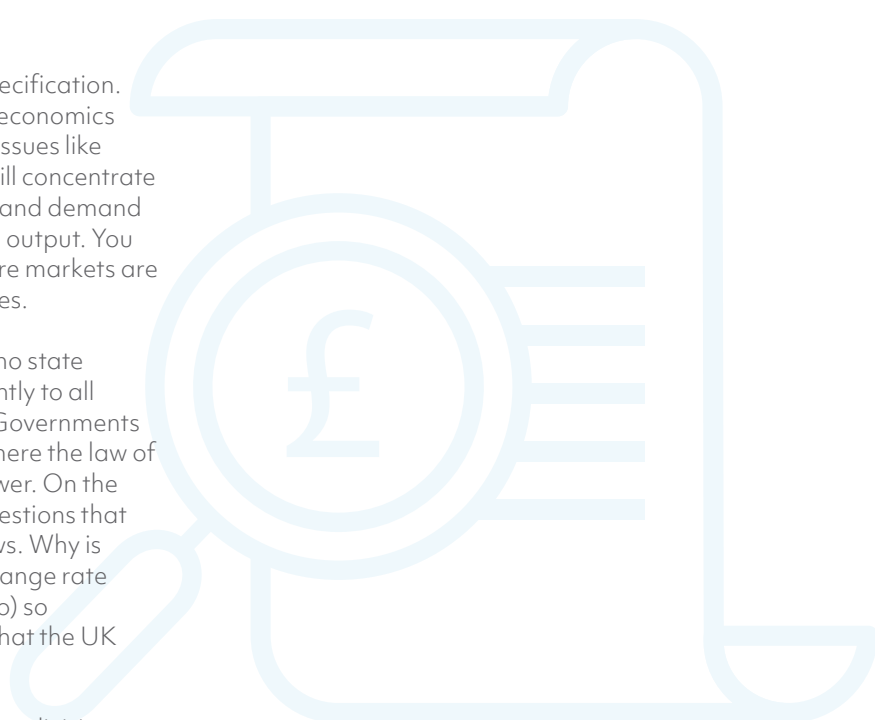 ecification.
economics
ssues like
ill concentrate
and demand
output. You
re markets are
es.
no state
ntly to all
Governments
here the law of
wer. On the
estions that
ws. Why is
ange rate
o) so
hat the UK
£